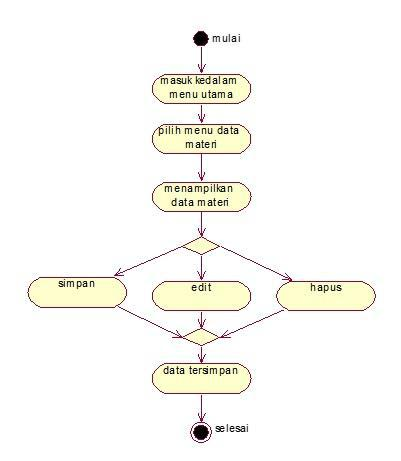 mulai
masuk kedalam
menu utama
pilih menu data
materi
menampilkan
data materi
simpan
edit
hapus
data tersimpan
selesai